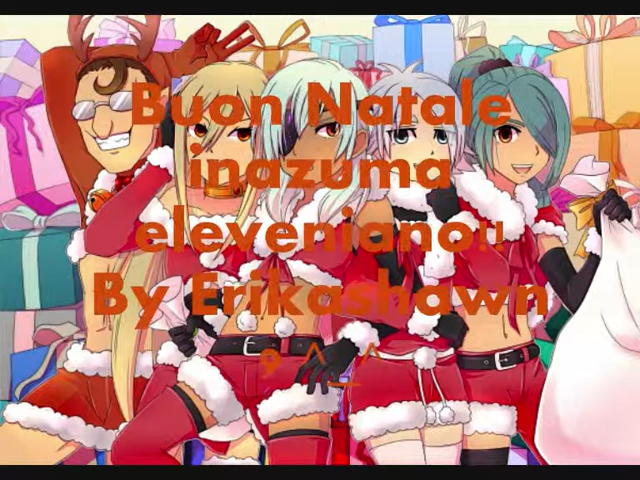 Buon Natale
inazuma
eleveniano!!
By Erikashawn
e ^_^